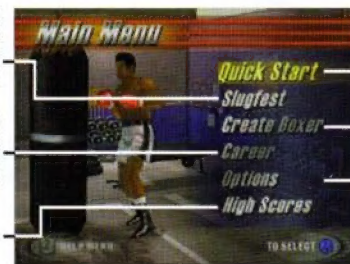 Main Menu
Quick Start
Slugfest
Create Boxer
Career
Options
High Scores
TO SELECT